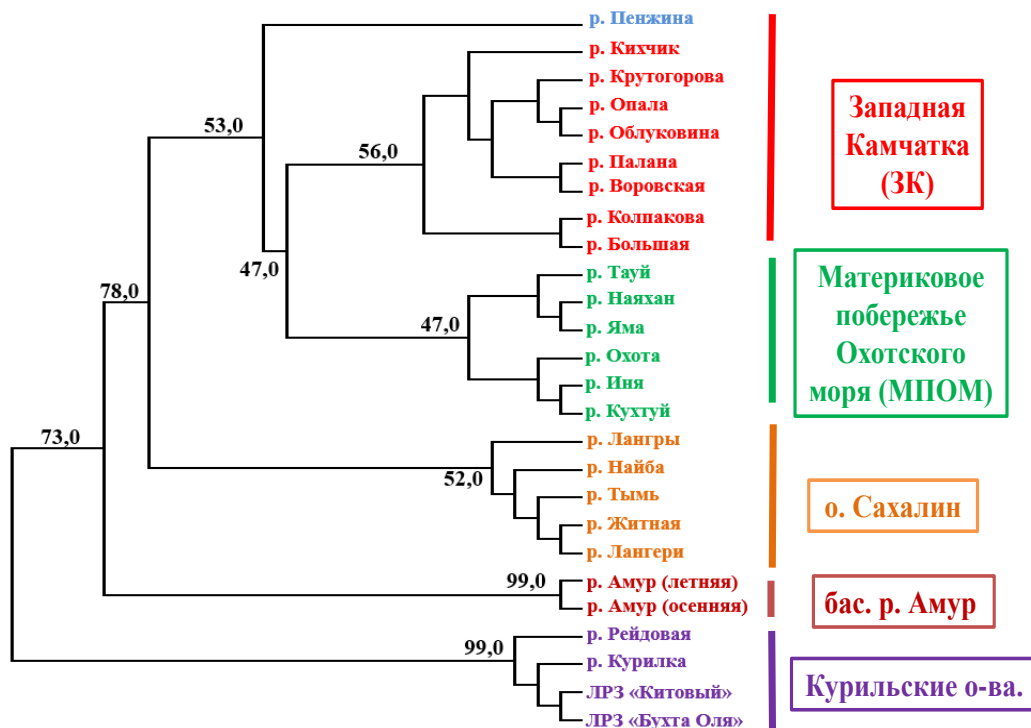 р. Пенжина
р. Кихчик
р. Крутогорова
р. Опала
р. Облуковина
р. Палана
р. Воровская
р. Колпакова
р. Большая
р. Тауй
р. Наяхан
р. Яма
р. Охота
р. Иня
р. Кухтуй
р. Лангры
р. Найба
р. Тымь
р. Житная
р. Лангери
р. Амур (летняя)
р. Амур (осенняя)
р. Рейдовая
р. Курилка
ЛРЗ «Китовый»
ЛРЗ «Бухта Оля»
53,0
56,0
47,0
78,0
47,0
73,0
52,0
99,0
99,0
Западная
Камчатка
(ЗК)
Материковое
побережье
Охотского
моря (МПОМ)
о. Сахалин
бас. р. Амур
Курильские о-ва.